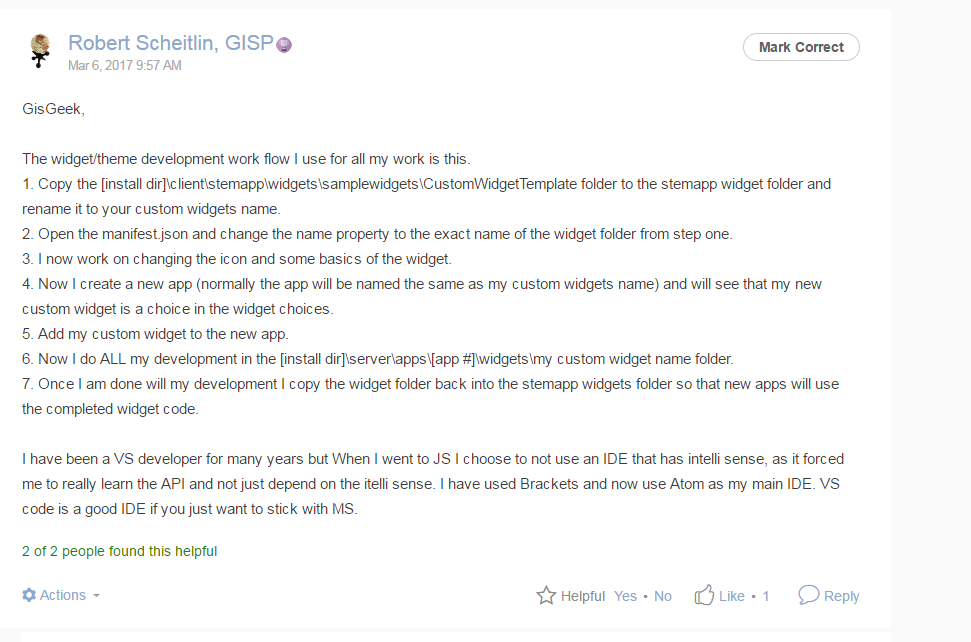 Robert Scheitlin, GISP
Mark Correct
Mar 6, 2017 9:57 AM
GisGeek,
The widget/theme development work flow I use for all my work is this.
1. Copy the [install dir]\client\stemapp\widgets\samplewidgets\CustomWidgetTemplate folder to the stemapp widget folder and
rename it to your custom widgets name.
2. Open the manifest.json and change the name property to the exact name of the widget folder from step one.
3. I now work on changing the icon and some basics of the widget.
4. Now I create a new app (normally the app will be named the same as my custom widgets name) and will see that my new
custom widget is a choice in the widget choices.
5. Add my custom widget to the new app.
6. Now I do ALL my development in the [install dir]\server\apps\[app #]\widgets\my custom widget name folder.
7. Once I am done will my development I copy the widget folder back into the stemapp widgets folder so that new apps will use
the completed widget code.
I have been a VS developer for many years but When I went to JS I choose to not use an IDE that has intelli sense, as it forced
me to really learn the API and not just depend on the itelli sense. I have used Brackets and now use Atom as my main IDE. VS
code is a good IDE if you just want to stick with MS.
2 of 2 people found this helpful
Actions
Helpful Yes • No
Like • 1
Reply